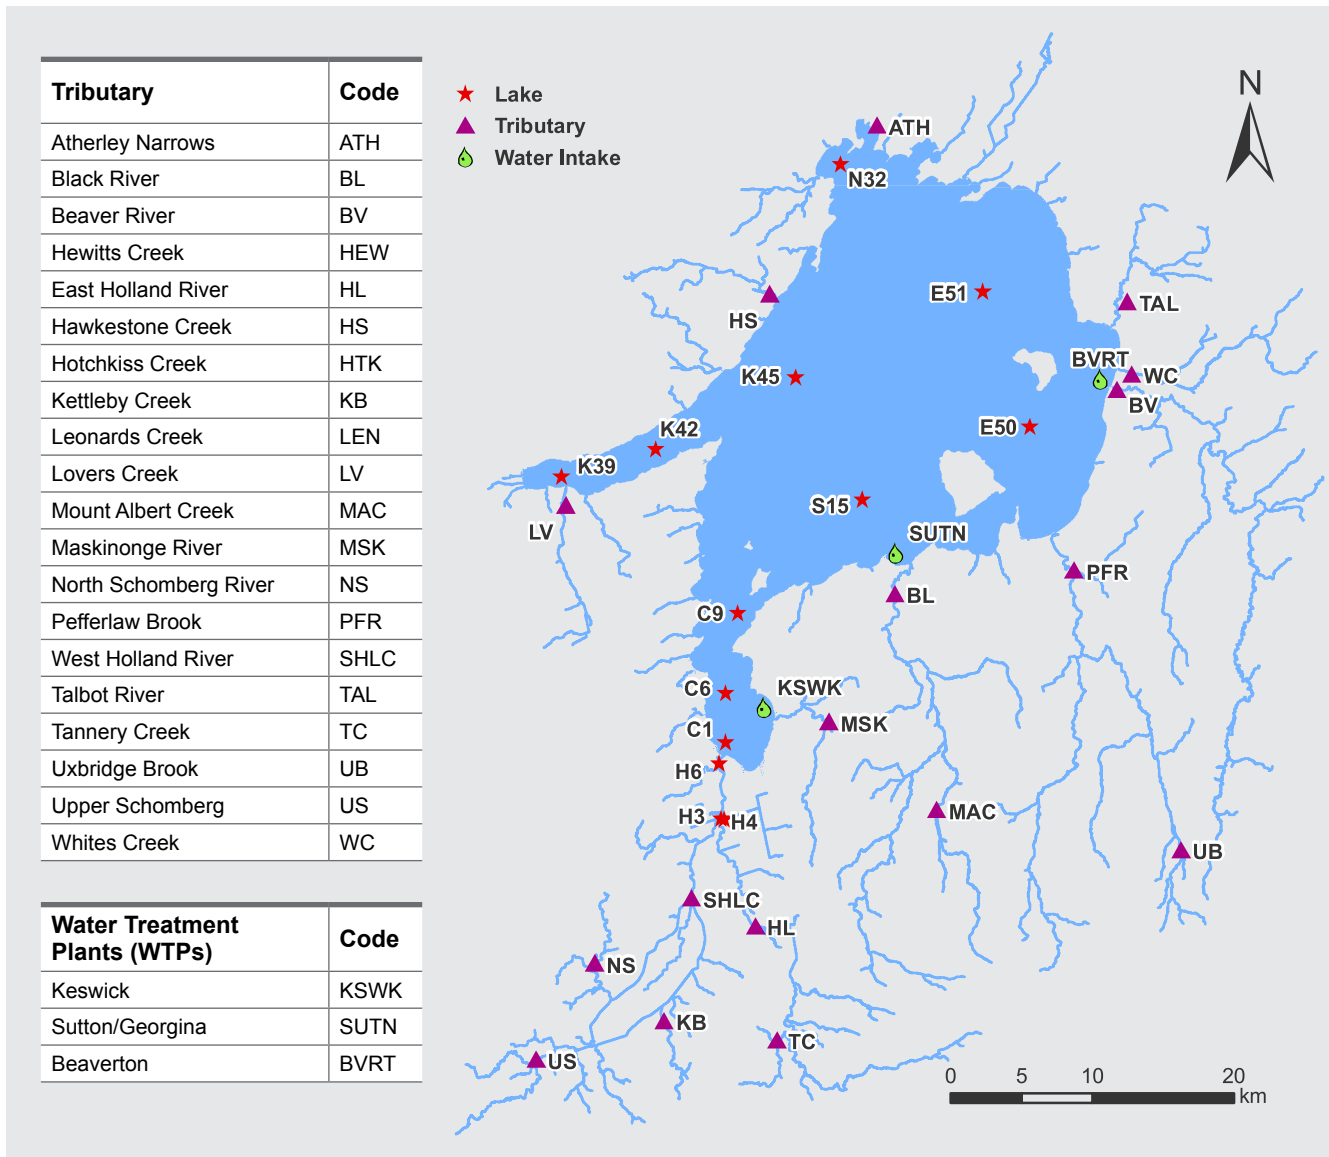 Tributary Code
Atherley Narrows ATH
Black River BL
Beaver River BV
Hewitts Creek HEW
East Holland River HL
Hawkestone Creek HS
Hotchkiss Creek HTK
Kettleby Creek KB
Leonards Creek LEN
Lovers Creek LV
Mount Albert Creek MAC
Maskinonge River MSK
North Schomberg River NS
Pefferlaw Brook PFR
West Holland River SHLC
Talbot River TAL
Tannery Creek TC
Uxbridge Brook UB
Upper Schomberg US
Whites Creek WC
Water Treatment
Plants (WTPs) Code
Keswick KSWK
Sutton/Georgina SUTN
Beaverton BVRT
Lake
Tributary
Water Intake
N
ATH
N32
E51
HS
TAL
BVRT
K45
WC
BV
K42
E50
K39
S15
LV
SUTN
PFR
BL
C9
C6
KSWK
C1
MSK
H6
H3
H4
MAC
UB
SHLC
HL
NS
KB
TC
US
0 5 10 20
km